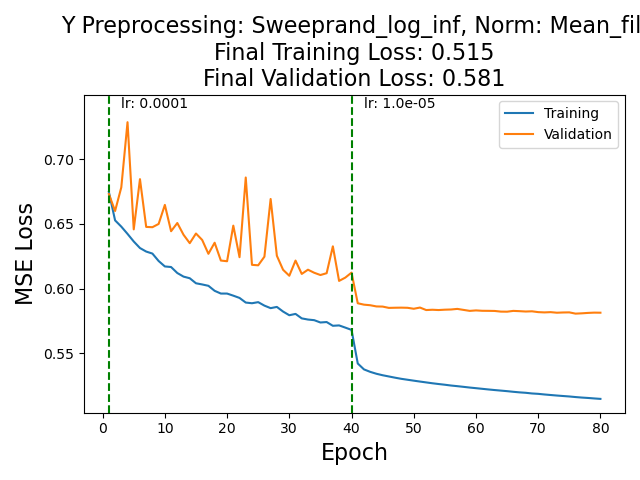 Y Preprocessing: Sweeprand_log_inf, Norm: Mean_fil
Final Training Loss: 0.515
Final Validation Loss: 0.581
lr: 0.0001
lr: 1.0e-05
Training
Validation
0.70
0.65
0.60
0.55
MSE Loss
0
10
20
30
40
50
60
70
80
Epoch